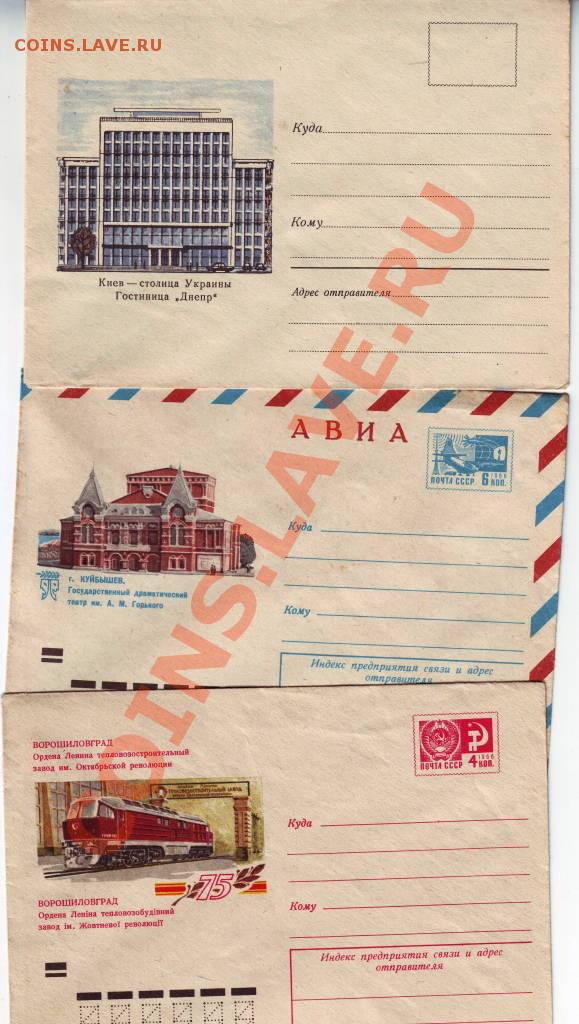 COINS.LAVE.RU
Куда
Кому
Адрес отправителя
Киев — столица Украины
Гостиница „Днепр"
АВИА
1966
ПОЧТА СССР 6 КОП.
г. КУЙБЫШЕВ.
Государственный драматический
театр им. А. М. Горького
Куда
Кому
Индекс предприятия связи и адрес
отправителя
ВОРОШИЛОВГРАД
Ордена Ленина тепловозостроительный
завод им. Октябрьской революции
1966
ПОЧТА СССР 4 КОП.
75
Куда
ВОРОШИЛОВГРАД
Ордена Леніна тепловозобудівний
завод ім. Жовтневої революції
Кому
Индекс предприятия связи и адрес
отправителя
COINS.LAVE.RU